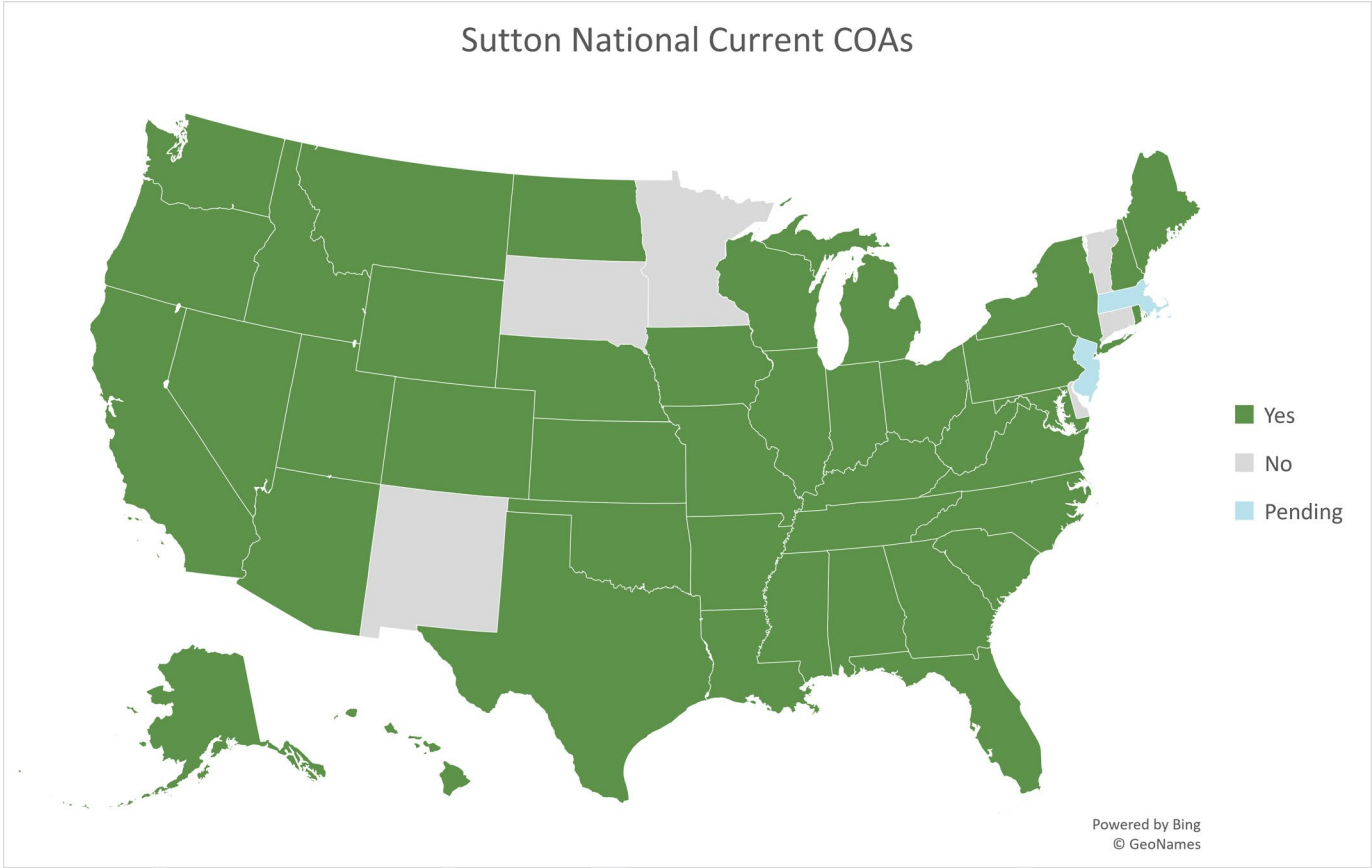 Sutton National Current COAs
Yes
No
Pending
Powered by Bing
© GeoNames